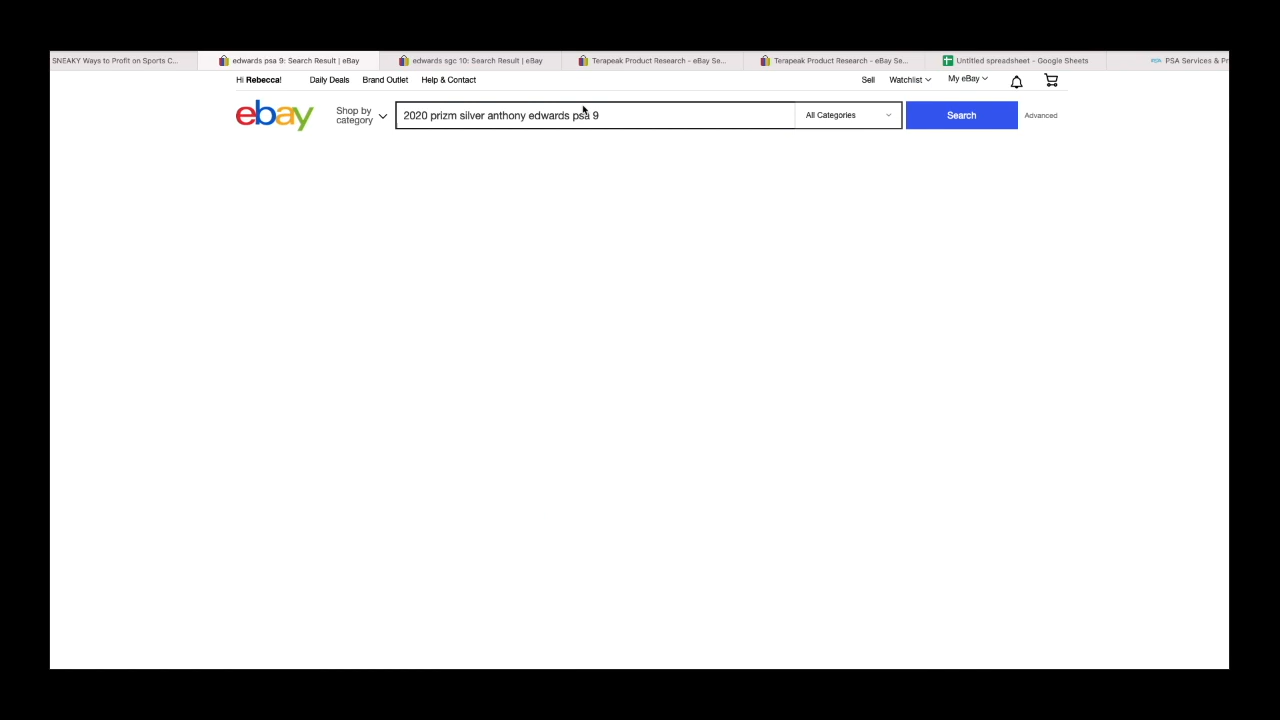 SNEAKY Ways to Profit on Sports C...
edwards psa 9: Search Result | eBay
edwards sgc 10: Search Result | eBay
Terapeak Product Research - eBay Se...
Terapeak Product Research - eBay Se...
Untitled spreadsheet - Google Sheets
PSA Services & Pr
Hi Rebecca!
Daily Deals
Brand Outlet
Help & Contact
Sell
Watchlist
My eBay
ebay
Shop by
category
2020 prizm silver anthony edwards psa 9
All Categories
Search
Advanced